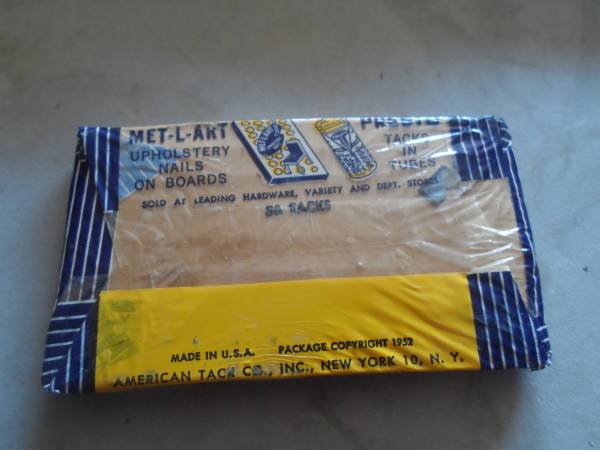 MET-L-ART
UPHOLSTERY
NAILS
ON BOARDS
TACKS
IN
TUBES
SOLD AT LEADING HARDWARE, VARIETY AND DEPT. STORES
56 TACKS
MADE IN U.S.A. PACKAGE COPYRIGHT 1952
AMERICAN TACK CO., INC., NEW YORK 10, N. Y.